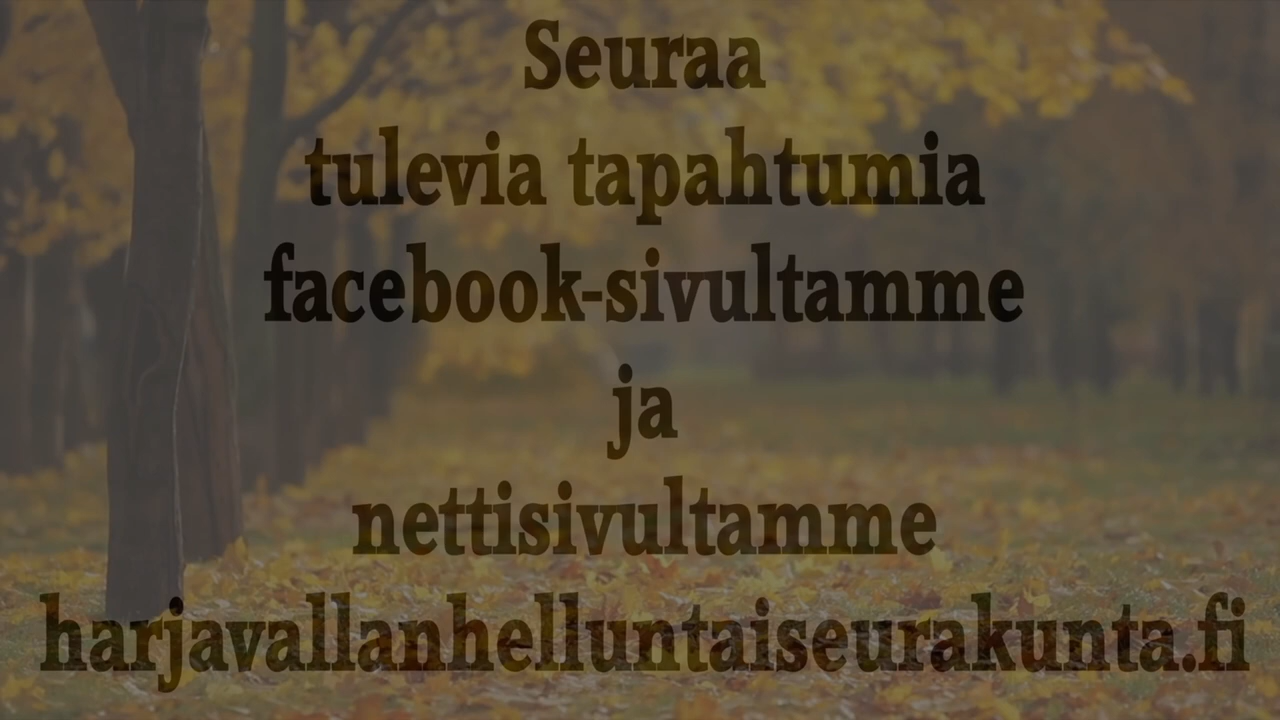 Seuraa
tulevia tapahtumia
facebook-sivultamme
ja
nettisivultamme
harjavallanhelluntaiseurakunta.fi